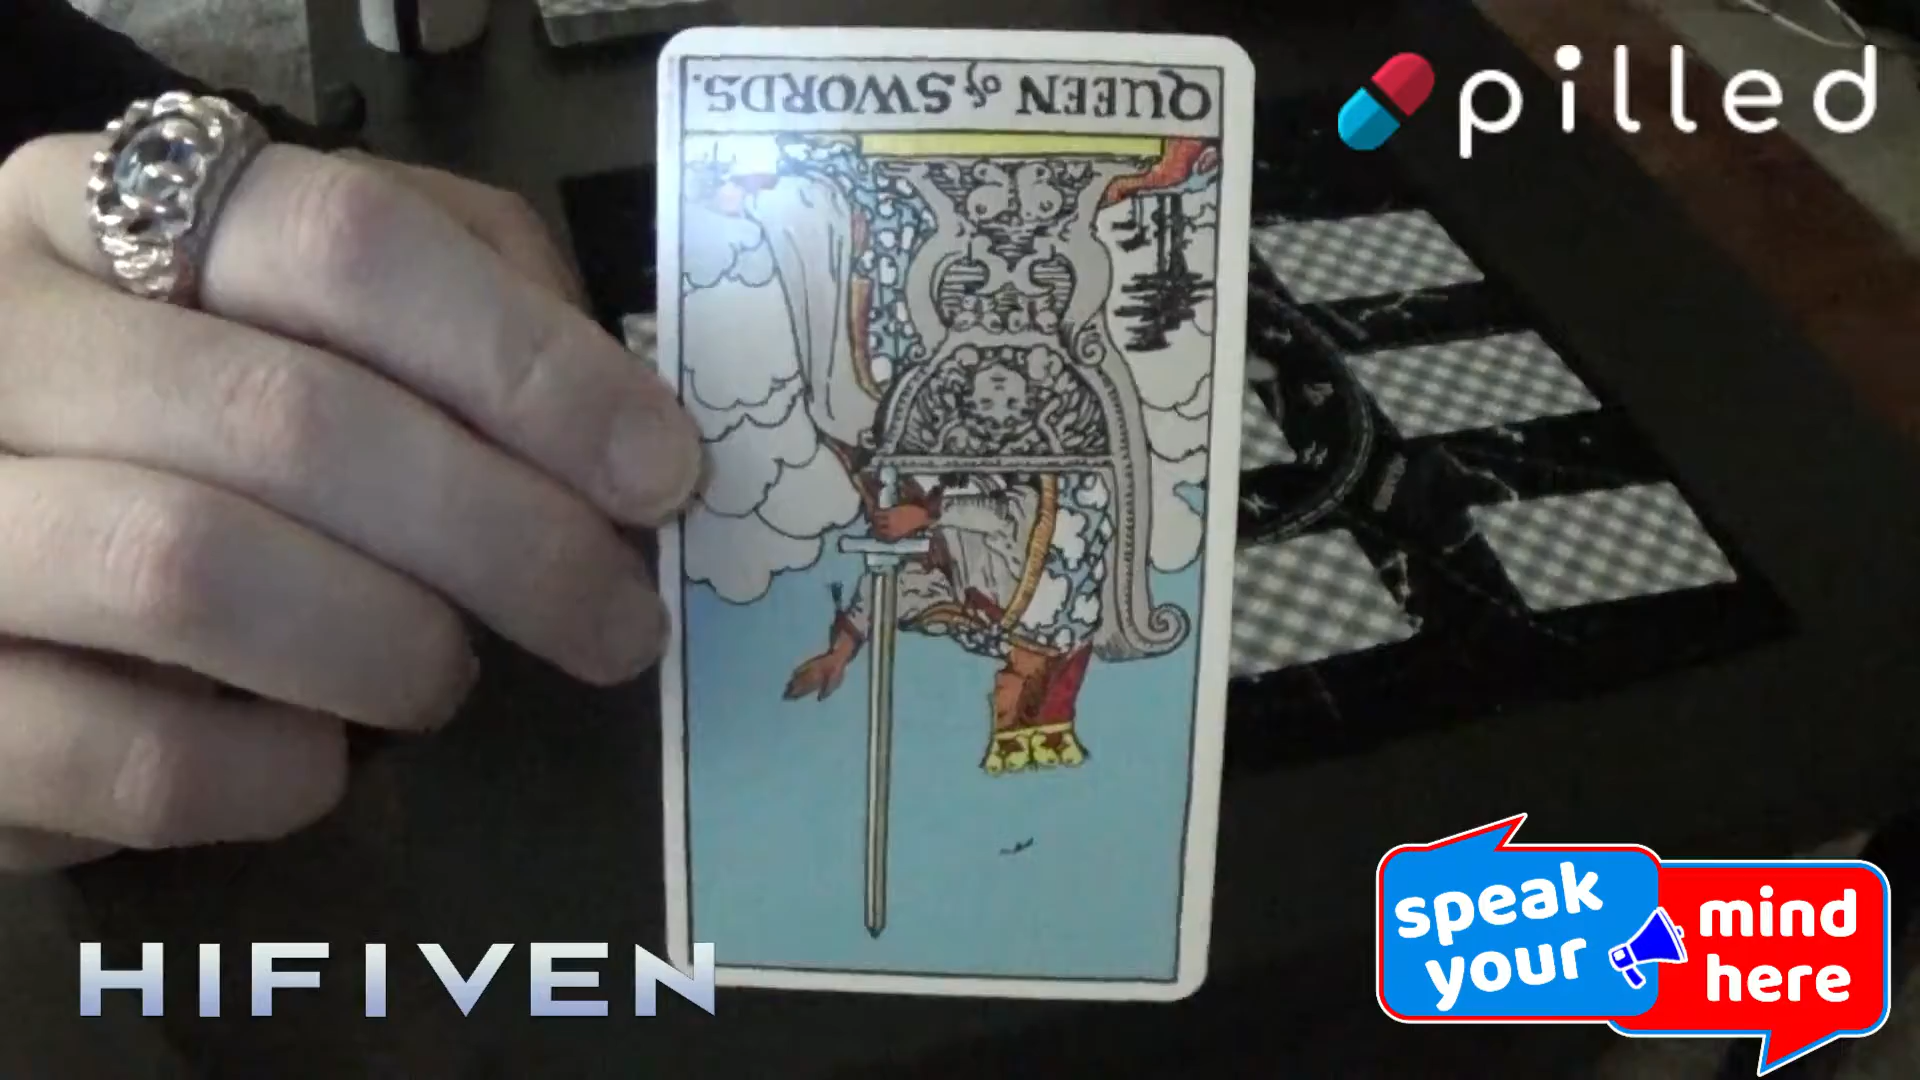 QUEEN of SWORDS.
pilled
speak
your
mind
here
HIFIVEN